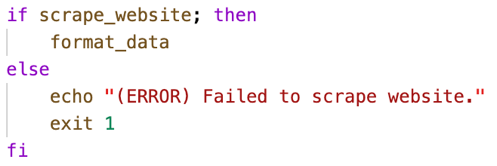 if scrape_website; then
    format_data
else
    echo "(ERROR) Failed to scrape website."
    exit 1
fi